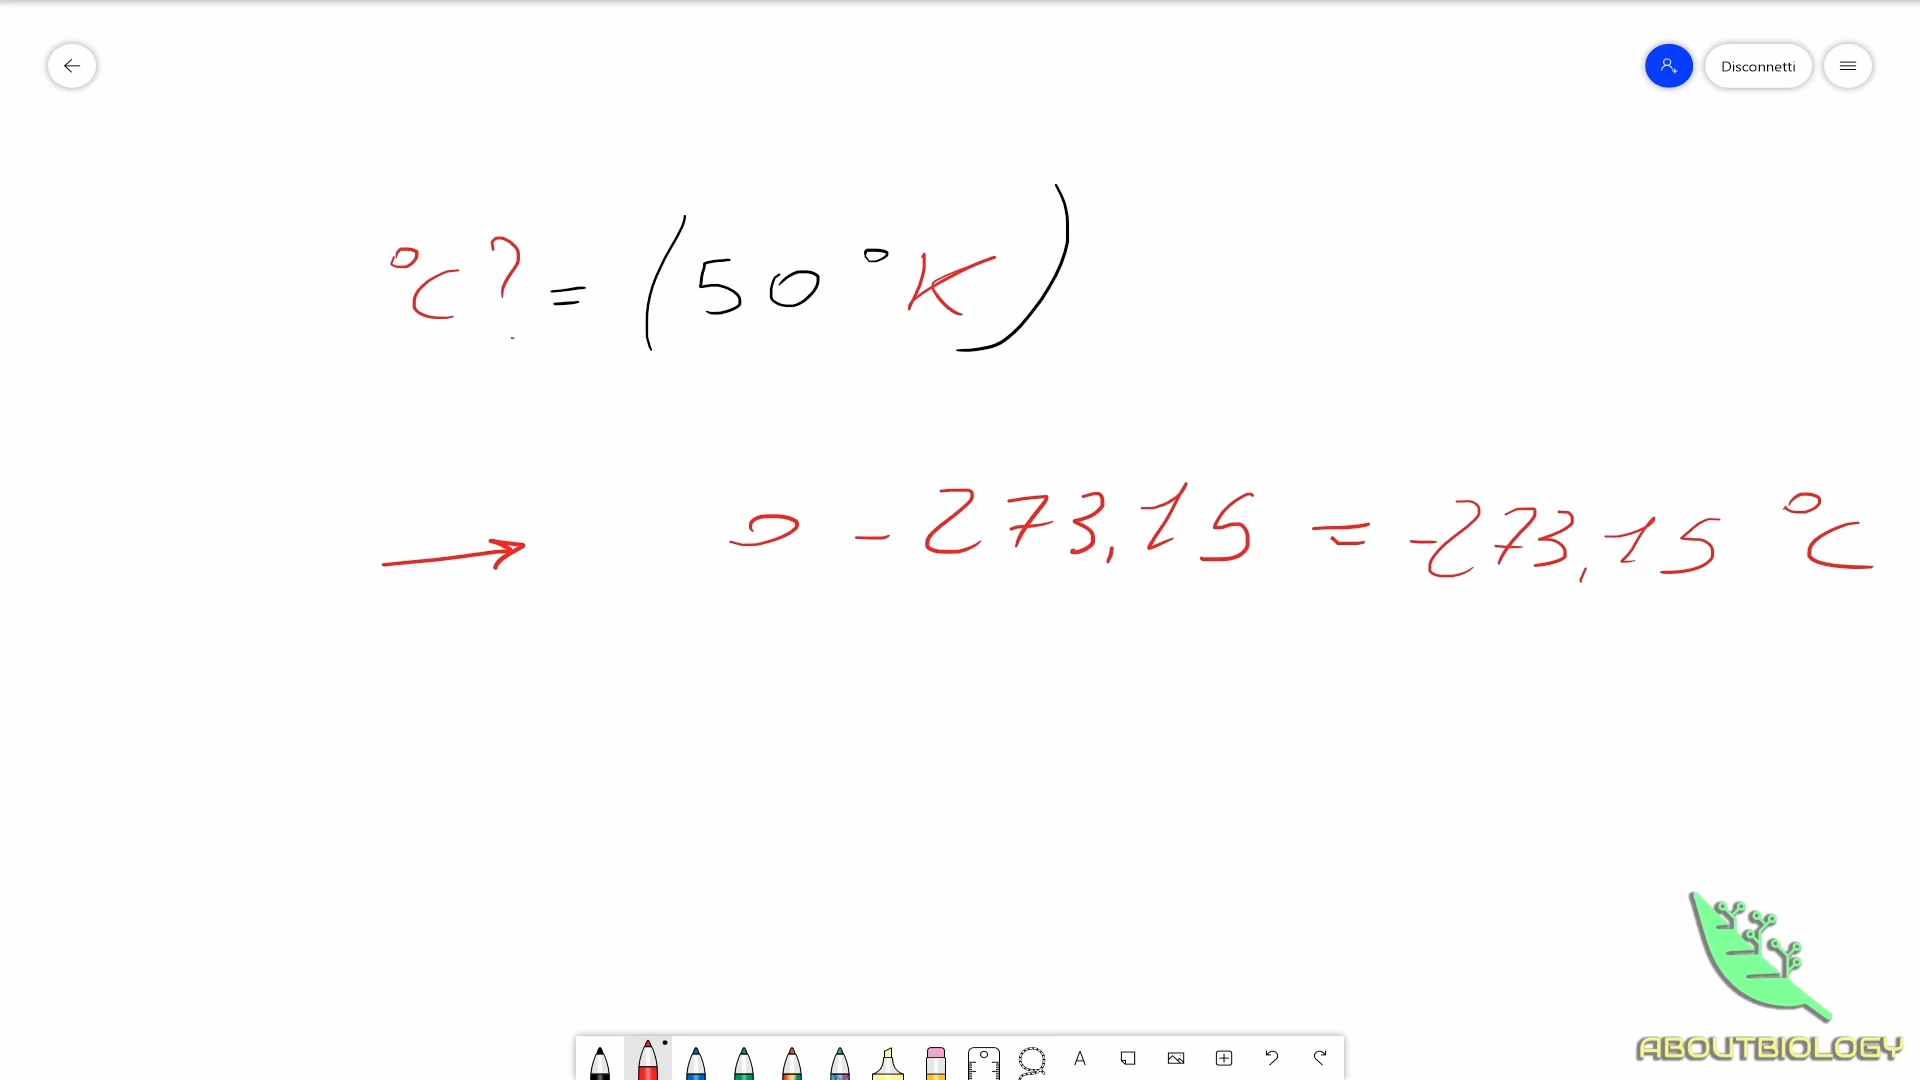 Disconnetti
°C? = (50 °K)
→ 0 - 273,15 = -273,15 °C
ABOUTBIOLOGY
A